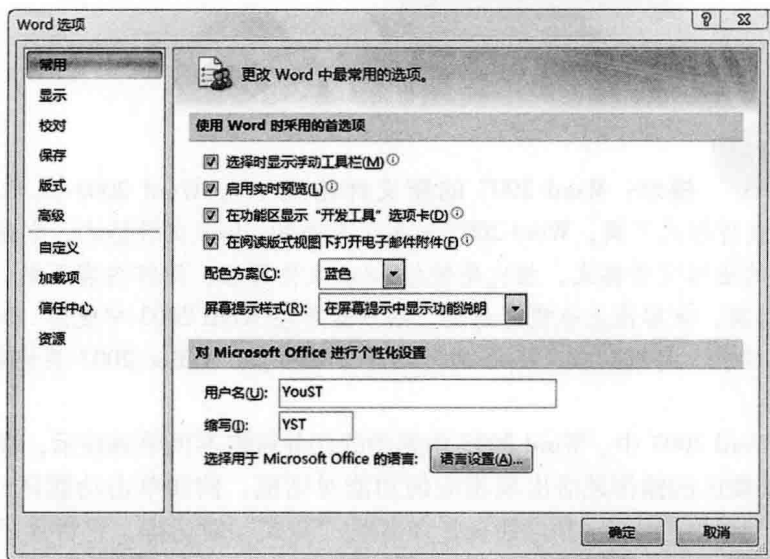 Word 选项
常用
显示
校对
保存
版式
高级
自定义
加载项
信任中心
资源
更改 Word 中最常用的选项。
使用 Word 时采用的首选项
选择时显示浮动工具栏(M)
启用实时预览(L)
在功能区显示“开发工具”选项卡(D)
在阅读版式视图下打开电子邮件附件(F)
配色方案(C): 蓝色
屏幕提示样式(R): 在屏幕提示中显示功能说明
对 Microsoft Office 进行个性化设置
用户名(U): YouST
缩写(I): YST
选择用于 Microsoft Office 的语言: 语言设置(A)...
确定 取消